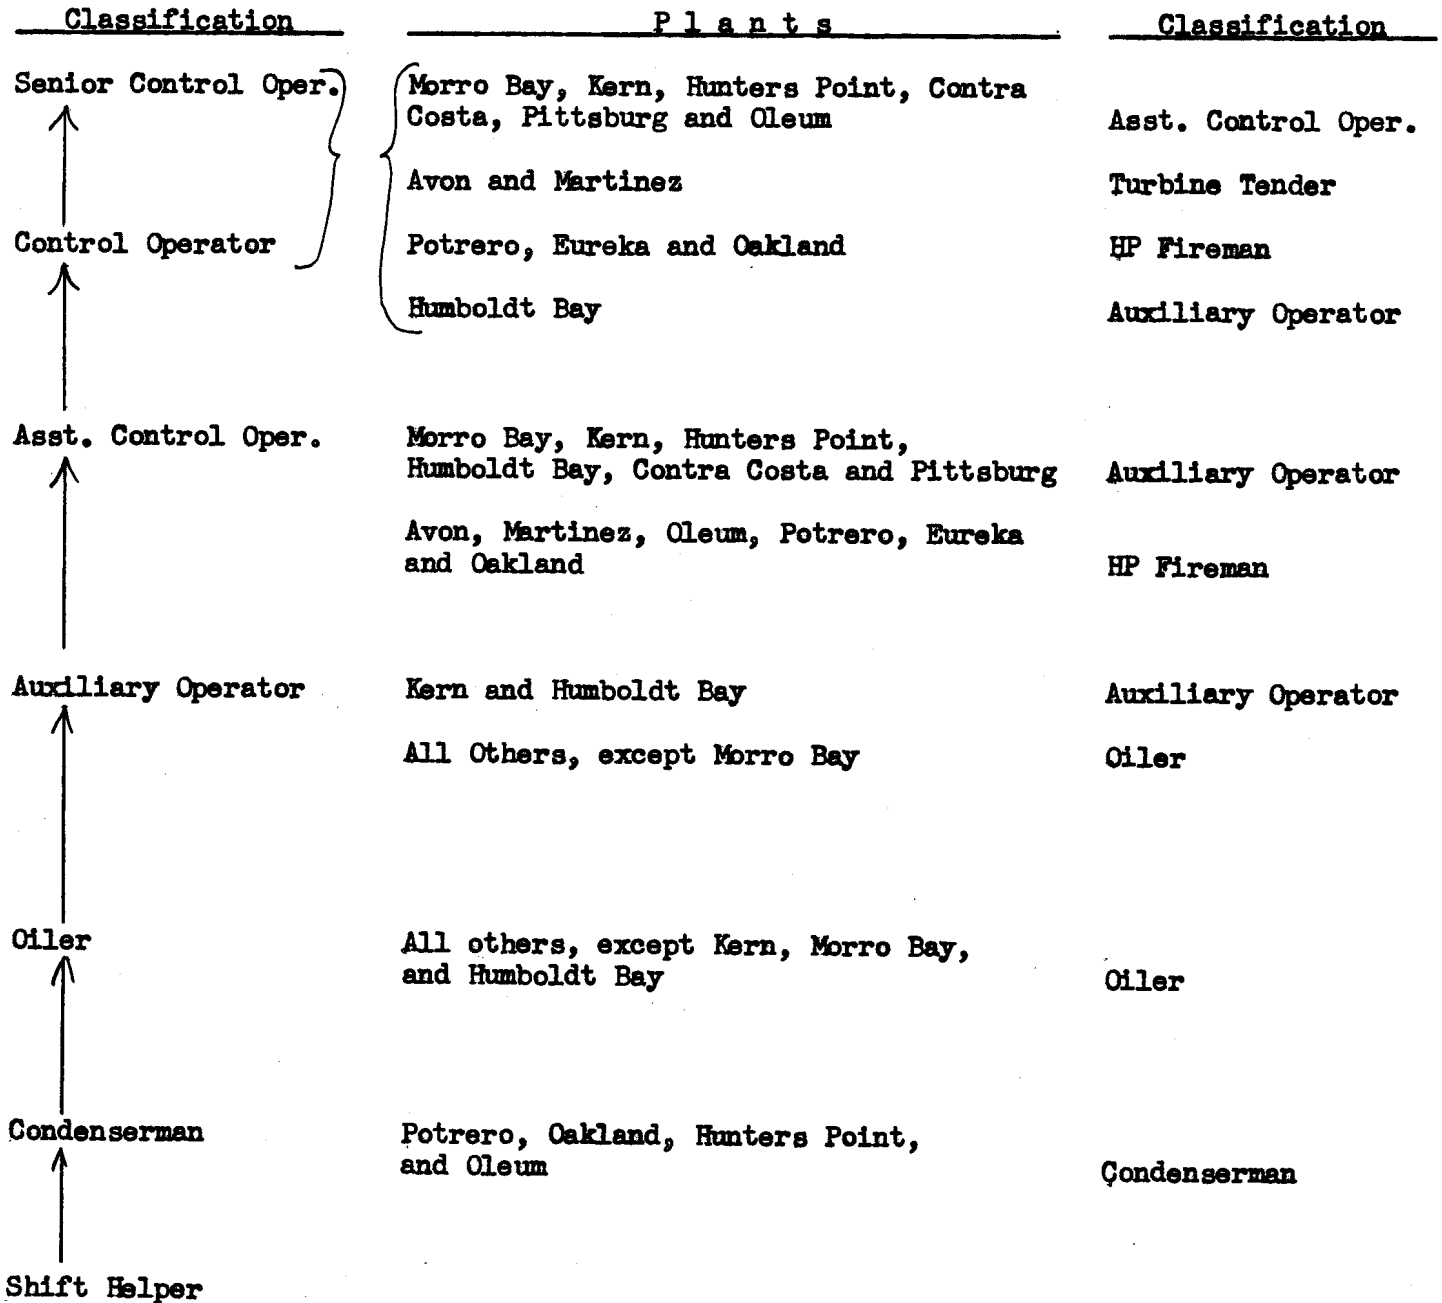 Classification P l a n t s Classification
Senior Control Oper. Morro Bay, Kern, Hunters Point, Contra
Costa, Pittsburg and Oleum Asst. Control Oper.
Avon and Martinez Turbine Tender
Control Operator Potrero, Eureka and Oakland HP Fireman
Humboldt Bay Auxiliary Operator
Asst. Control Oper. Morro Bay, Kern, Hunters Point,
Humboldt Bay, Contra Costa and Pittsburg Auxiliary Operator
Avon, Martinez, Oleum, Potrero, Eureka
and Oakland HP Fireman
Auxiliary Operator Kern and Humboldt Bay Auxiliary Operator
All Others, except Morro Bay Oiler
Oiler All others, except Kern, Morro Bay,
and Humboldt Bay Oiler
Condenserman Potrero, Oakland, Hunters Point,
and Oleum Condenserman
Shift Helper